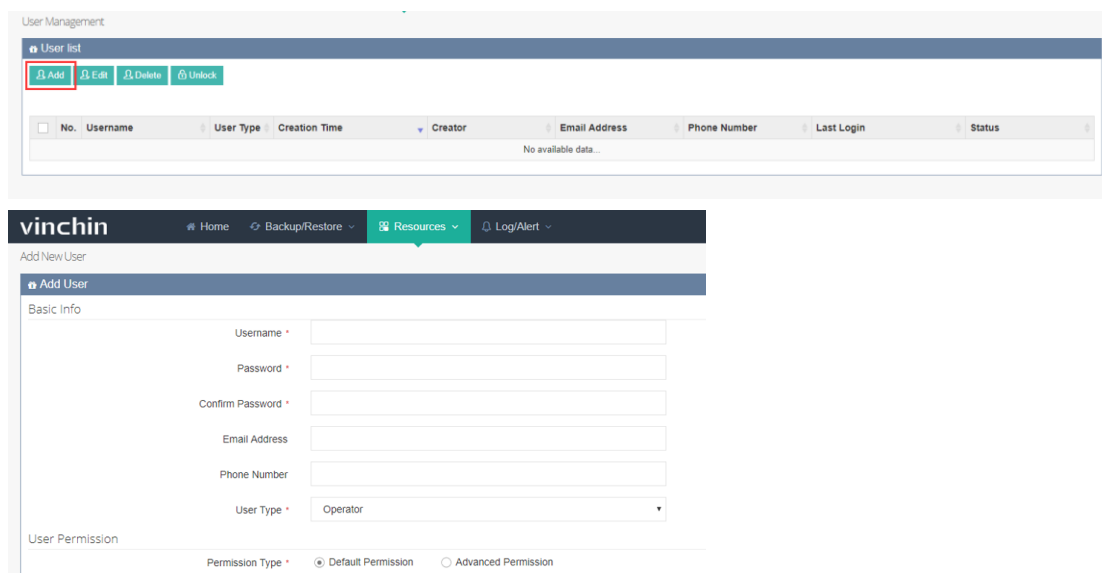 User Management
User list
Add Edit Delete Unlock
No. Username User Type Creation Time Creator Email Address Phone Number Last Login Status
No available data...
vinchin Home Backup/Restore Resources Log/Alert
Add New User
Add User
Basic Info
Username *
Password *
Confirm Password *
Email Address
Phone Number
User Type * Operator
User Permission
Permission Type * Default Permission Advanced Permission